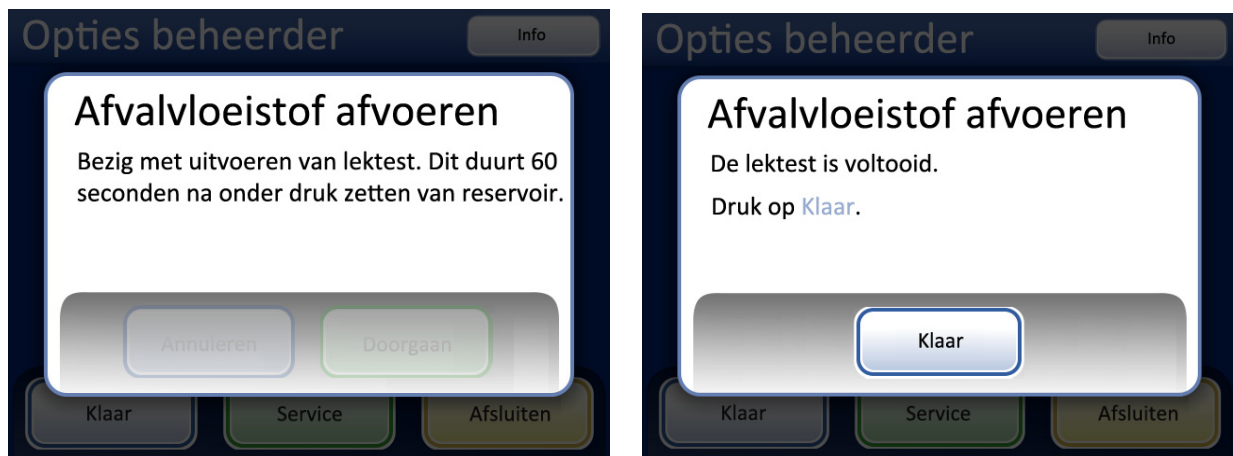 Opties beheerder
Info
Afvalvloeistof afvoeren
Bezig met uitvoeren van lektest. Dit duurt 60
seconden na onder druk zetten van reservoir.
Annuleren
Doorgaan
Klaar
Service
Afsluiten
Opties beheerder
Info
Afvalvloeistof afvoeren
De lektest is voltooid.
Druk op Klaar.
Klaar
Klaar
Service
Afsluiten